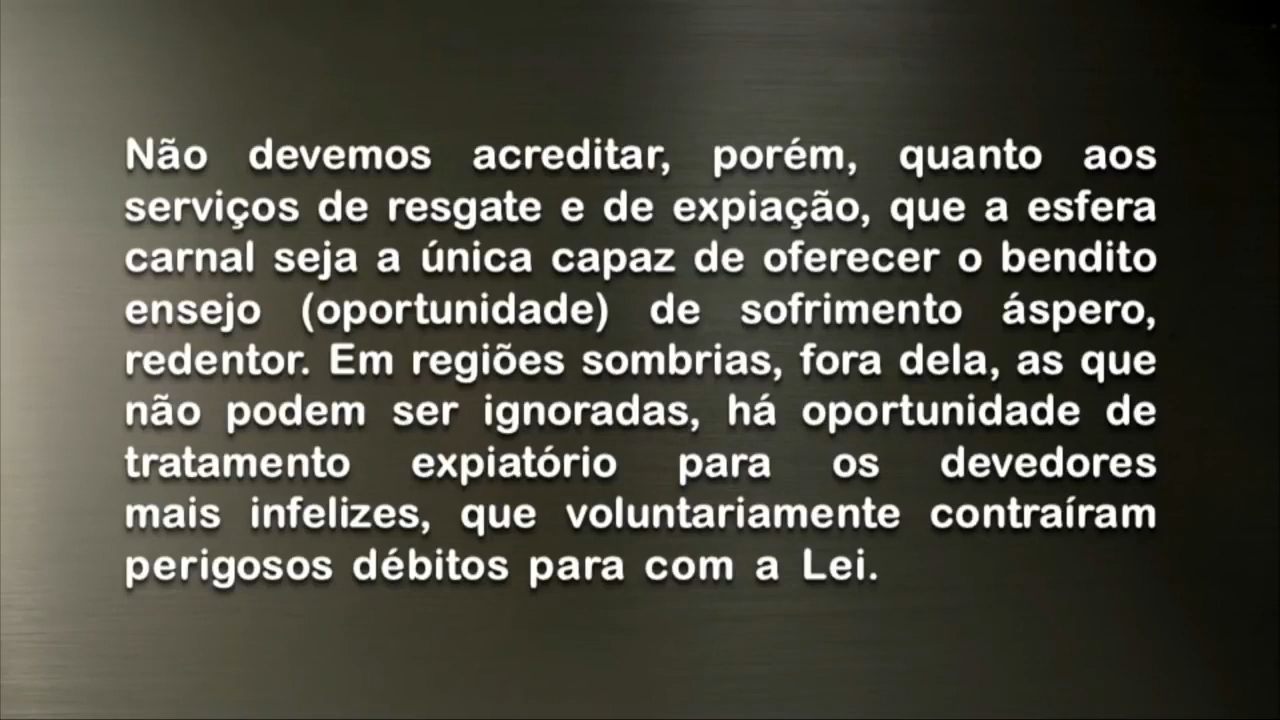 Não devemos acreditar, porém, quanto aos
serviços de resgate e de expiação, que a esfera
carnal seja a única capaz de oferecer o bendito
ensejo (oportunidade) de sofrimento áspero,
redentor. Em regiões sombrias, fora dela, as que
não podem ser ignoradas, há oportunidade de
tratamento expiatório para os devedores
mais infelizes, que voluntariamente contraíram
perigosos débitos para com a Lei.